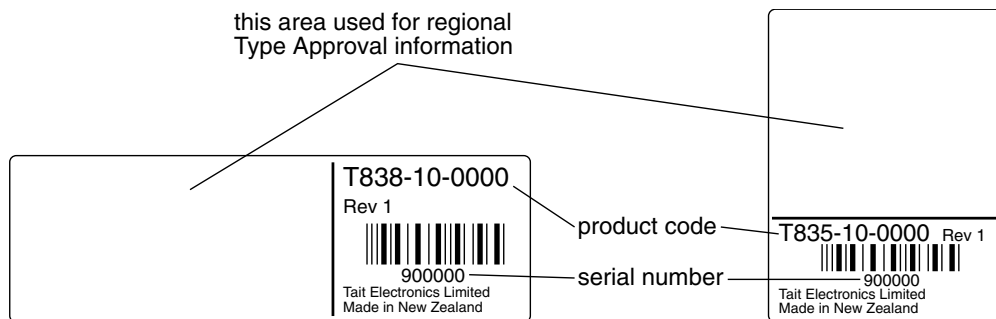 this area used for regional
Type Approval information
T838-10-0000
Rev 1
900000
Tait Electronics Limited
Made in New Zealand
product code
serial number
T835-10-0000 Rev 1
900000
Tait Electronics Limited
Made in New Zealand